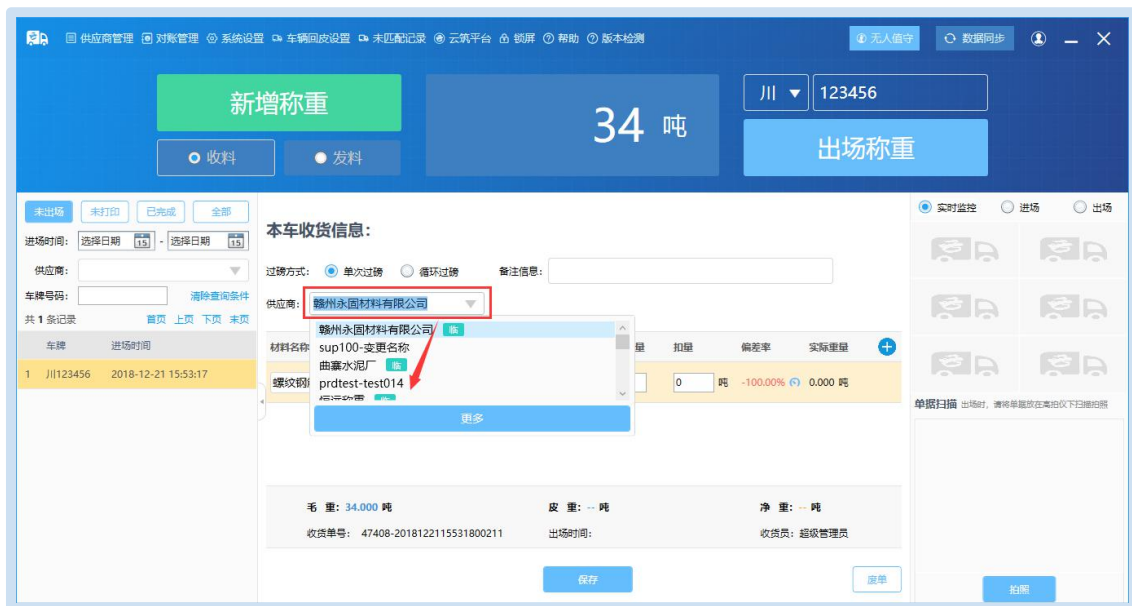 供应商管理 对账管理 系统设置 车辆回皮设置 未匹配记录 云筑平台 锁屏 帮助 版本检测 无人值守 数据同步
新增称重
收料 发料
34 吨
川 123456
出场称重
未出场 未打印 已完成 全部
进场时间: 选择日期 15 - 选择日期 15
供应商:
车牌号码: 清除查询条件
共 1 条记录 首页 上页 下页 末页
车牌 进场时间
1 川123456 2018-12-21 15:53:17
本车收货信息:
过磅方式: 单次过磅 循环过磅 备注信息:
供应商: 赣州永固材料有限公司
赣州永固材料有限公司 临
sup100-变更名称
曲寨水泥厂 临
prdtest-test014
恒远称重 临
更多
材料名称 量 扣量 偏差率 实际重量
螺纹钢 0 吨 -100.00% 0.000 吨
毛 重: 34.000 吨 皮 重: -- 吨 净 重: -- 吨
收货单号: 47408-2018122115531800211 出场时间: 收货员: 超级管理员
保存 废单
实时监控 进场 出场
单据扫描 出场时，请将单据放在高拍仪下扫描拍照
拍照